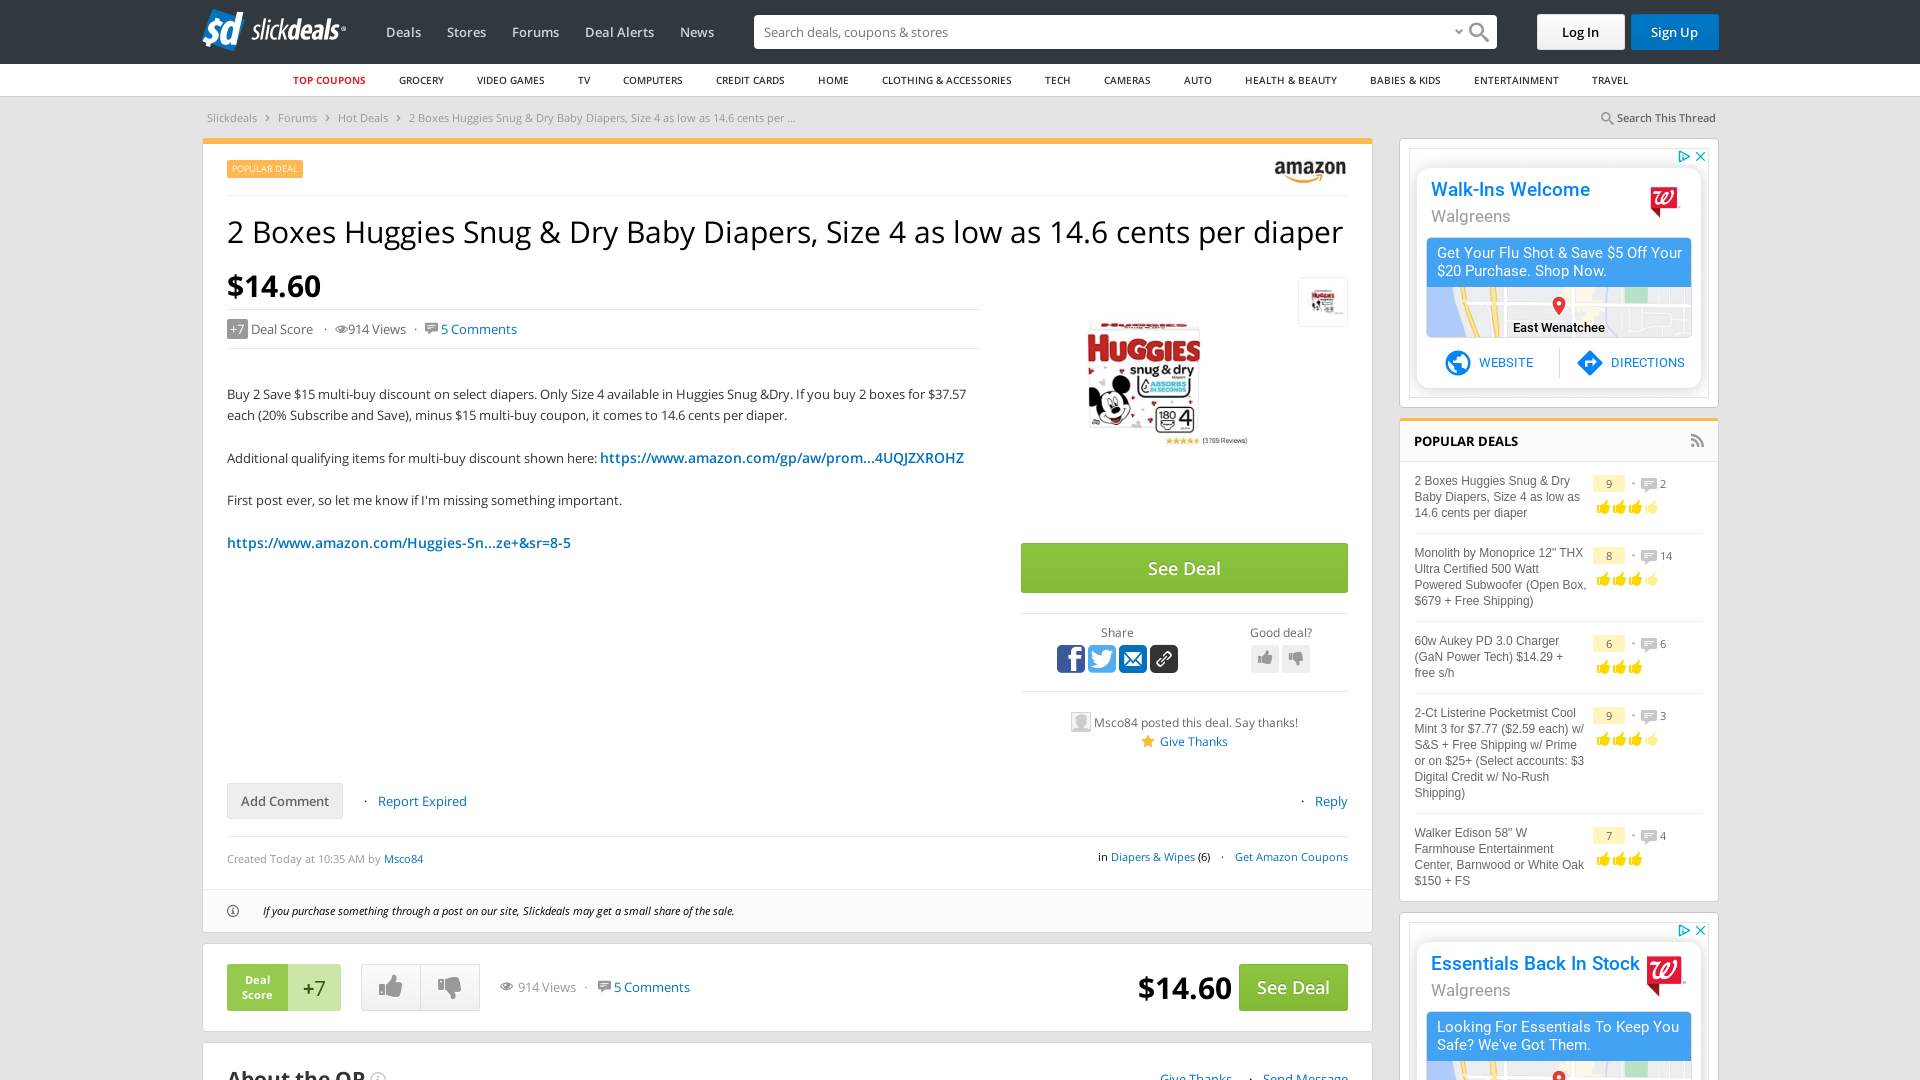 slickdeals
Deals
Stores
Forums
Deal Alerts
News
Search deals, coupons & stores
Log In
Sign Up
TOP COUPONS
GROCERY
VIDEO GAMES
TV
COMPUTERS
CREDIT CARDS
HOME
CLOTHING & ACCESSORIES
TECH
CAMERAS
AUTO
HEALTH & BEAUTY
BABIES & KIDS
ENTERTAINMENT
TRAVEL
Slickdeals › Forums › Hot Deals › 2 Boxes Huggies Snug & Dry Baby Diapers, Size 4 as low as 14.6 cents per ...
Search This Thread
POPULAR DEAL
amazon
2 Boxes Huggies Snug & Dry Baby Diapers, Size 4 as low as 14.6 cents per diaper
$14.60
+7 Deal Score · 914 Views · 5 Comments
Buy 2 Save $15 multi-buy discount on select diapers. Only Size 4 available in Huggies Snug &Dry. If you buy 2 boxes for $37.57
each (20% Subscribe and Save), minus $15 multi-buy coupon, it comes to 14.6 cents per diaper.
Additional qualifying items for multi-buy discount shown here: https://www.amazon.com/gp/aw/prom...4UQJZXROHZ
First post ever, so let me know if I'm missing something important.
https://www.amazon.com/Huggies-Sn...ze+&sr=8-5
HUGGIES
snug & dry
ABSORBS
IN SECONDS
180 4
(3769 Reviews)
See Deal
Share
Good deal?
Msco84 posted this deal. Say thanks!
Give Thanks
Add Comment
· Report Expired
· Reply
Created Today at 10:35 AM by Msco84
in Diapers & Wipes (6) · Get Amazon Coupons
If you purchase something through a post on our site, Slickdeals may get a small share of the sale.
Deal
Score
+7
914 Views · 5 Comments
$14.60
See Deal
About the OP
Give Thanks · Send Message
Walk-Ins Welcome
Walgreens
Get Your Flu Shot & Save $5 Off Your
$20 Purchase. Shop Now.
East Wenatchee
WEBSITE
DIRECTIONS
POPULAR DEALS
2 Boxes Huggies Snug & Dry
Baby Diapers, Size 4 as low as
14.6 cents per diaper
9 • 2
Monolith by Monoprice 12" THX
Ultra Certified 500 Watt
Powered Subwoofer (Open Box,
$679 + Free Shipping)
8 • 14
60w Aukey PD 3.0 Charger
(GaN Power Tech) $14.29 +
free s/h
6 • 6
2-Ct Listerine Pocketmist Cool
Mint 3 for $7.77 ($2.59 each) w/
S&S + Free Shipping w/ Prime
or on $25+ (Select accounts: $3
Digital Credit w/ No-Rush
Shipping)
9 • 3
Walker Edison 58" W
Farmhouse Entertainment
Center, Barnwood or White Oak
$150 + FS
7 • 4
Essentials Back In Stock
Walgreens
Looking For Essentials To Keep You
Safe? We've Got Them.